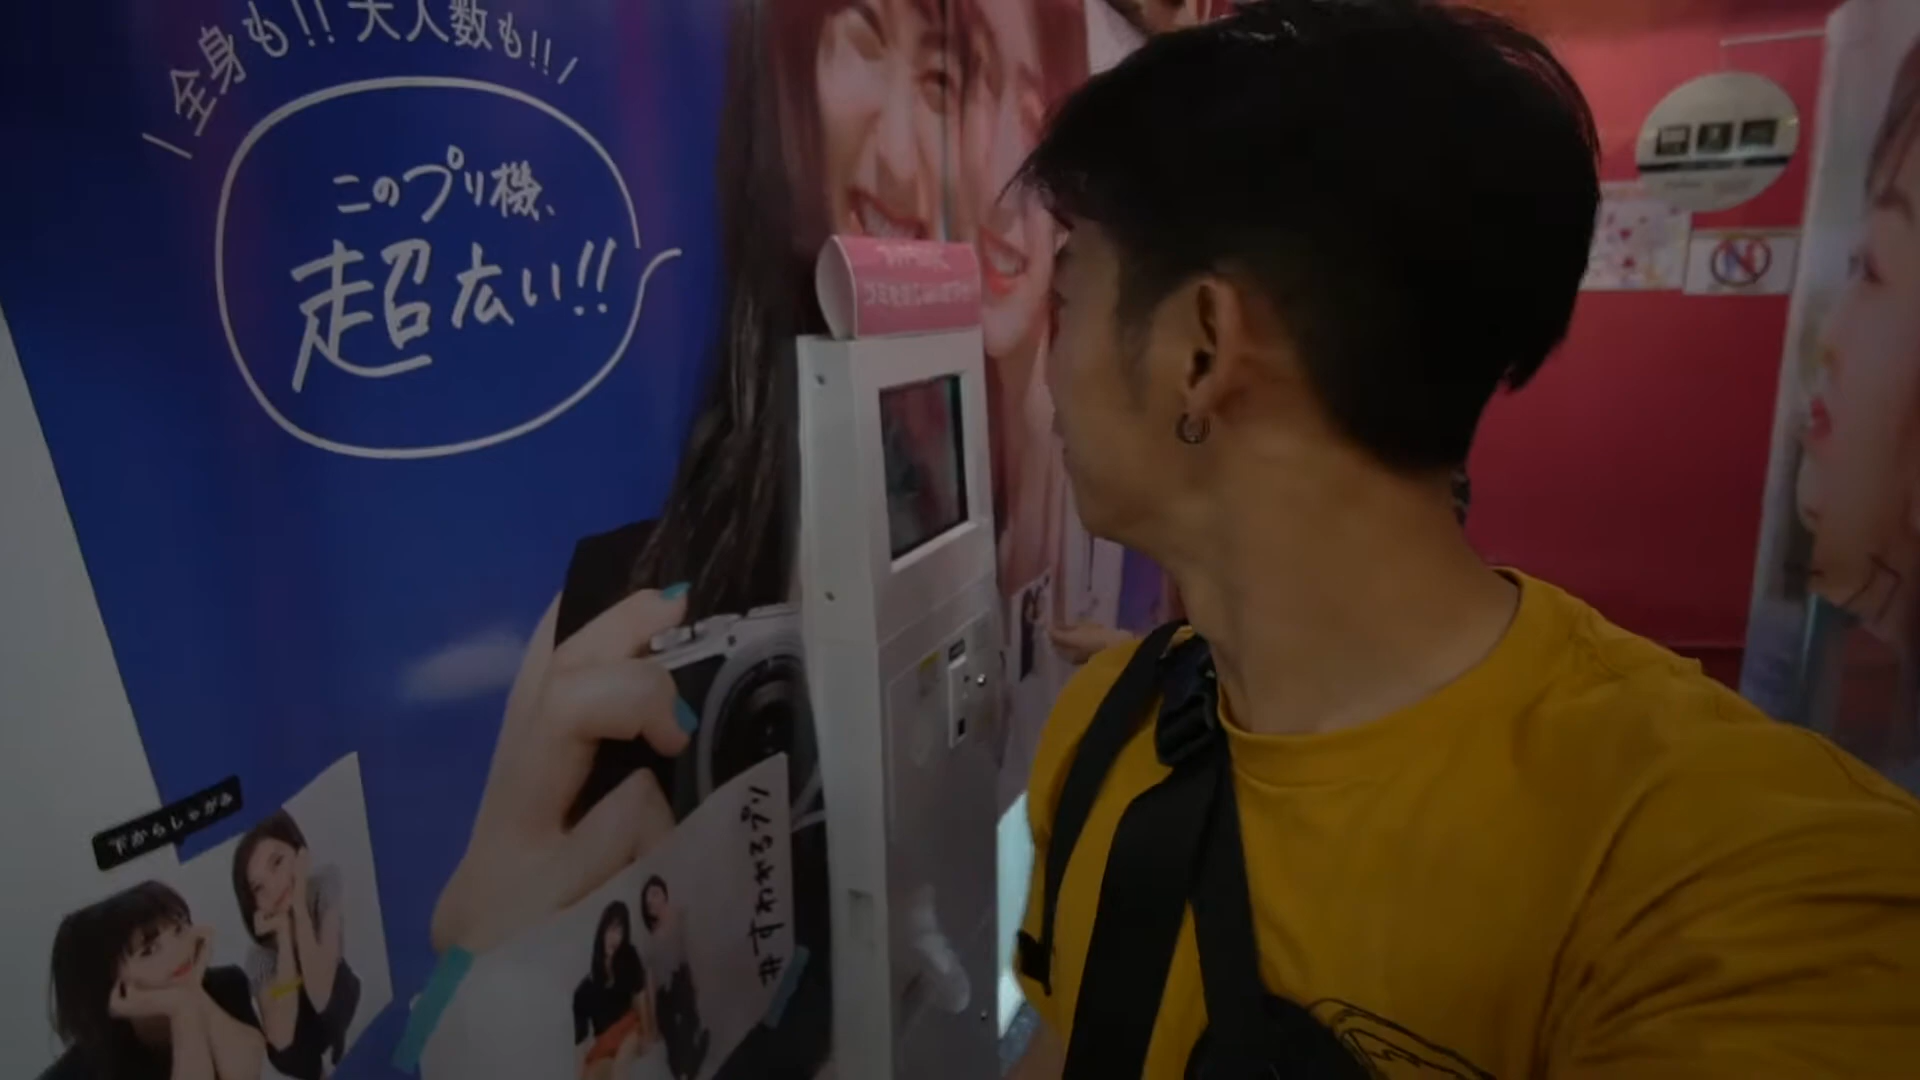 \全身も!! 大人数も!!/
このプリ機、
超広い!!
下からしゃがみ
#すわれるプリ